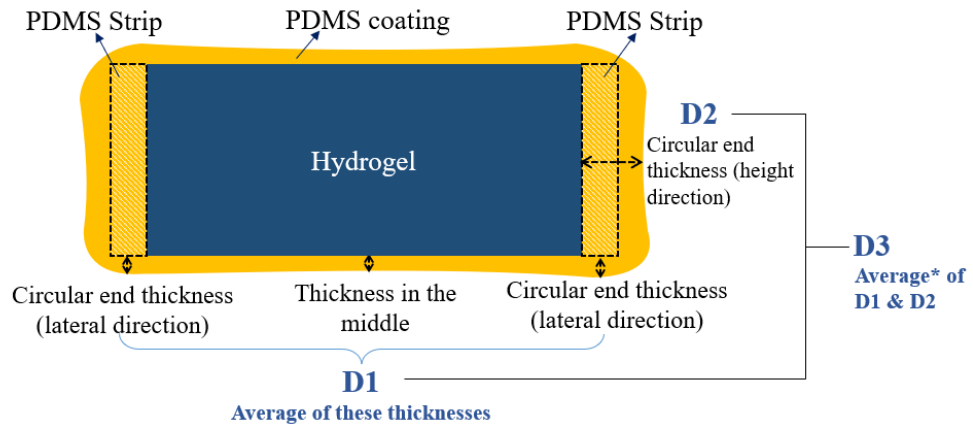 PDMS Strip
PDMS coating
PDMS Strip
Hydrogel
D2
Circular end
thickness (height
direction)
D3
Average* of
D1 & D2
Circular end thickness
(lateral direction)
Thickness in the
middle
Circular end thickness
(lateral direction)
D1
Average of these thicknesses